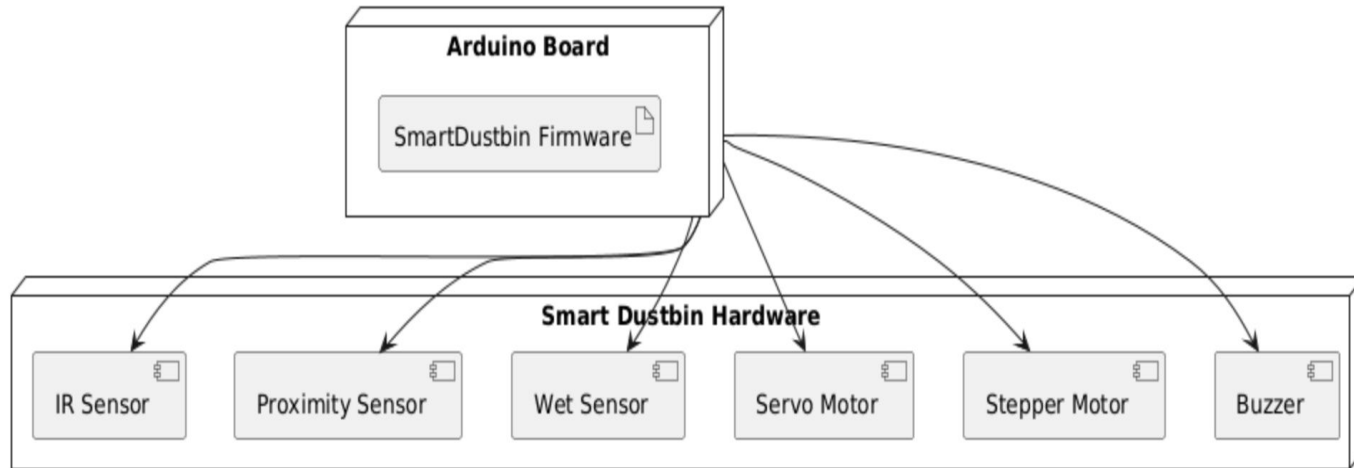 Arduino Board
SmartDustbin Firmware
Smart Dustbin Hardware
IR Sensor
Proximity Sensor
Wet Sensor
Servo Motor
Stepper Motor
Buzzer